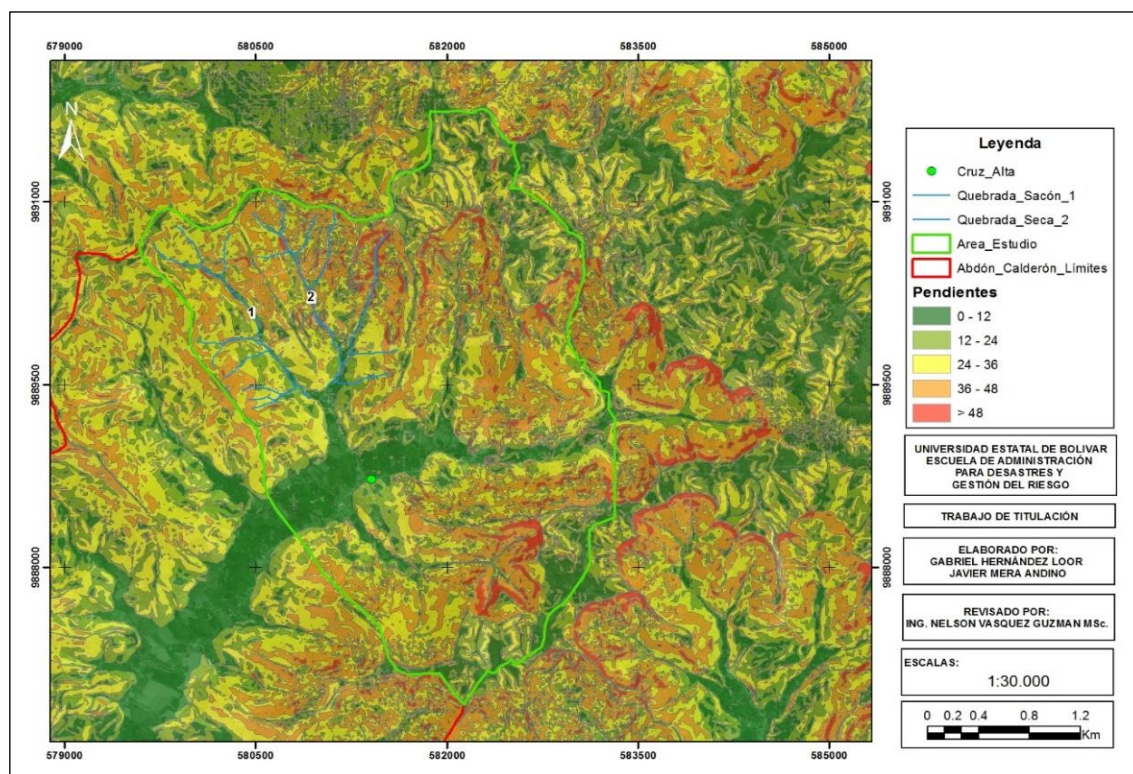 579000
580500
582000
583500
585000
N
9891000
9891000
1
2
9889500
9889500
9888000
9888000
579000
580500
582000
583500
585000
Leyenda
Cruz_Alta
Quebrada_Sacón_1
Quebrada_Seca_2
Area_Estudio
Abdón_Calderón_Límites
Pendientes
0 - 12
12 - 24
24 - 36
36 - 48
> 48
UNIVERSIDAD ESTATAL DE BOLIVAR
ESCUELA DE ADMINISTRACIÓN
PARA DESASTRES Y
GESTIÓN DEL RIESGO
TRABAJO DE TITULACIÓN
ELABORADO POR:
GABRIEL HERNÁNDEZ LOOR
JAVIER MERA ANDINO
REVISADO POR:
ING. NELSON VASQUEZ GUZMAN MSc.
ESCALAS:
1:30.000
0 0.2 0.4 0.8 1.2
Km